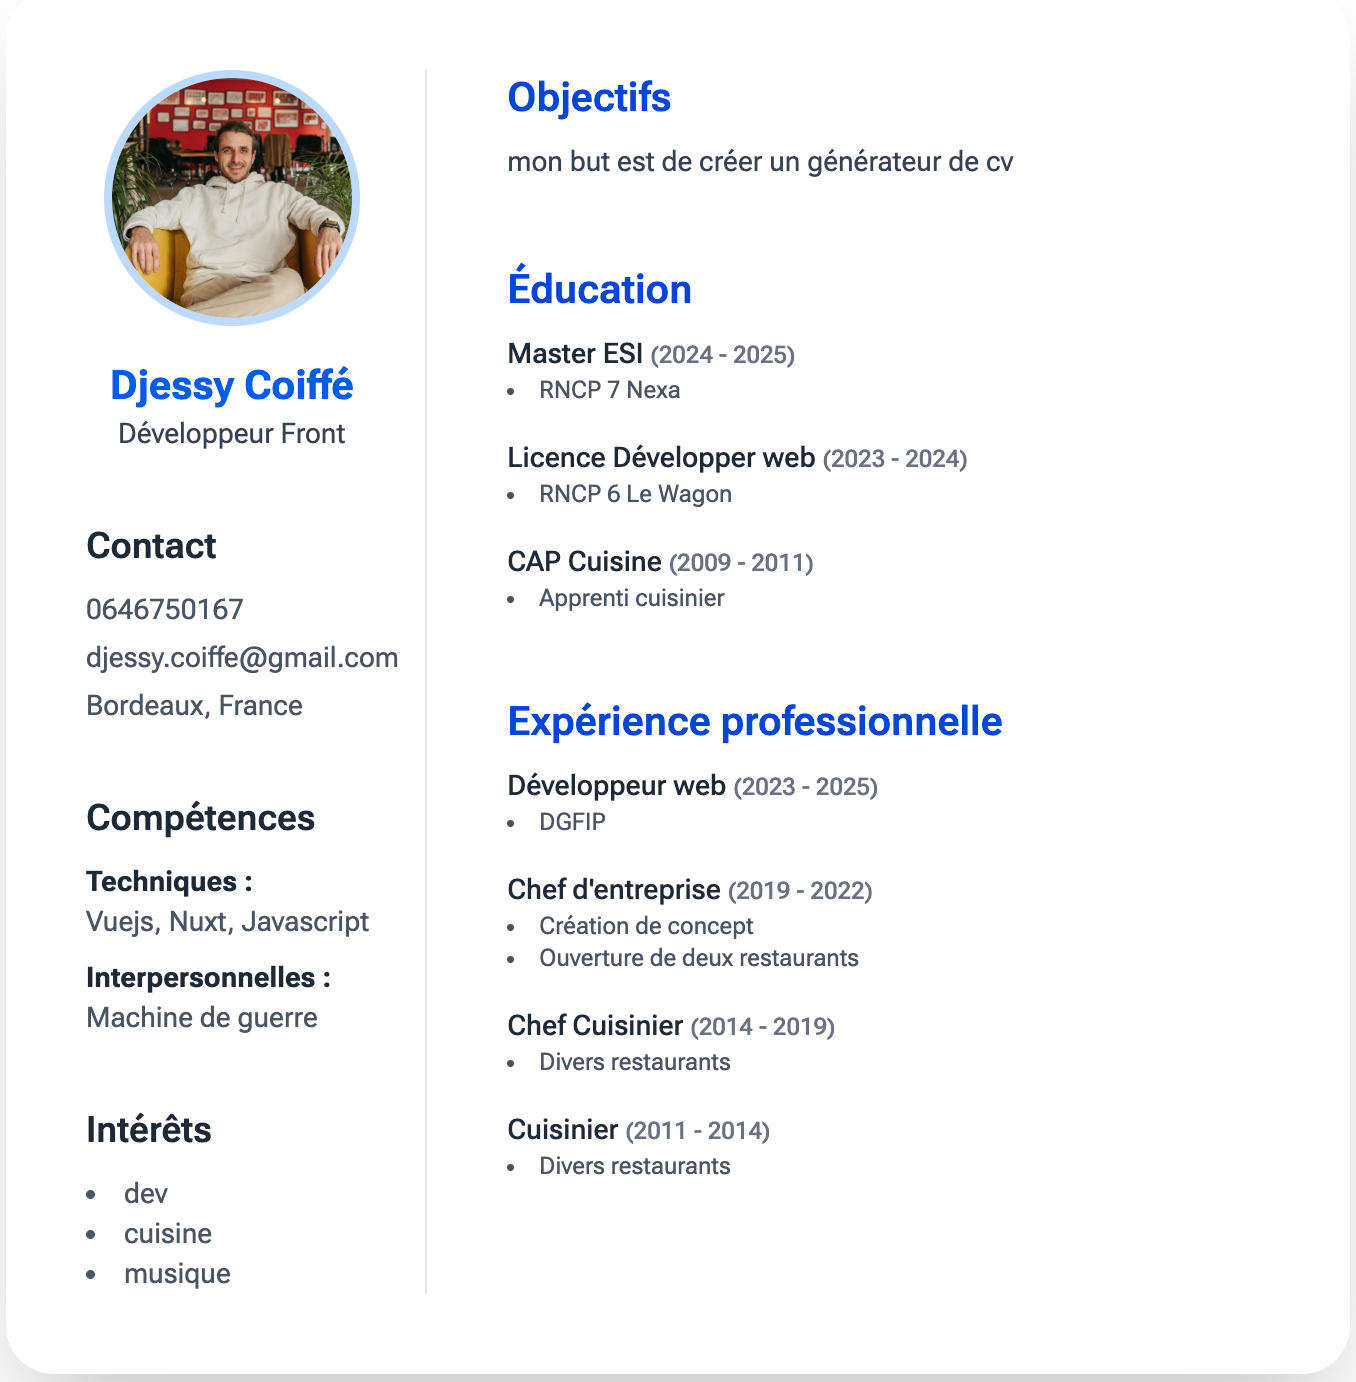 Djessy Coiffé
Développeur Front
Contact
0646750167
djessy.coiffe@gmail.com
Bordeaux, France
Compétences
Techniques :
Vuejs, Nuxt, Javascript
Interpersonnelles :
Machine de guerre
Intérêts
• dev
• cuisine
• musique
Objectifs
mon but est de créer un générateur de cv
Éducation
Master ESI (2024 - 2025)
• RNCP 7 Nexa
Licence Développer web (2023 - 2024)
• RNCP 6 Le Wagon
CAP Cuisine (2009 - 2011)
• Apprenti cuisinier
Expérience professionnelle
Développeur web (2023 - 2025)
• DGFIP
Chef d'entreprise (2019 - 2022)
• Création de concept
• Ouverture de deux restaurants
Chef Cuisinier (2014 - 2019)
• Divers restaurants
Cuisinier (2011 - 2014)
• Divers restaurants